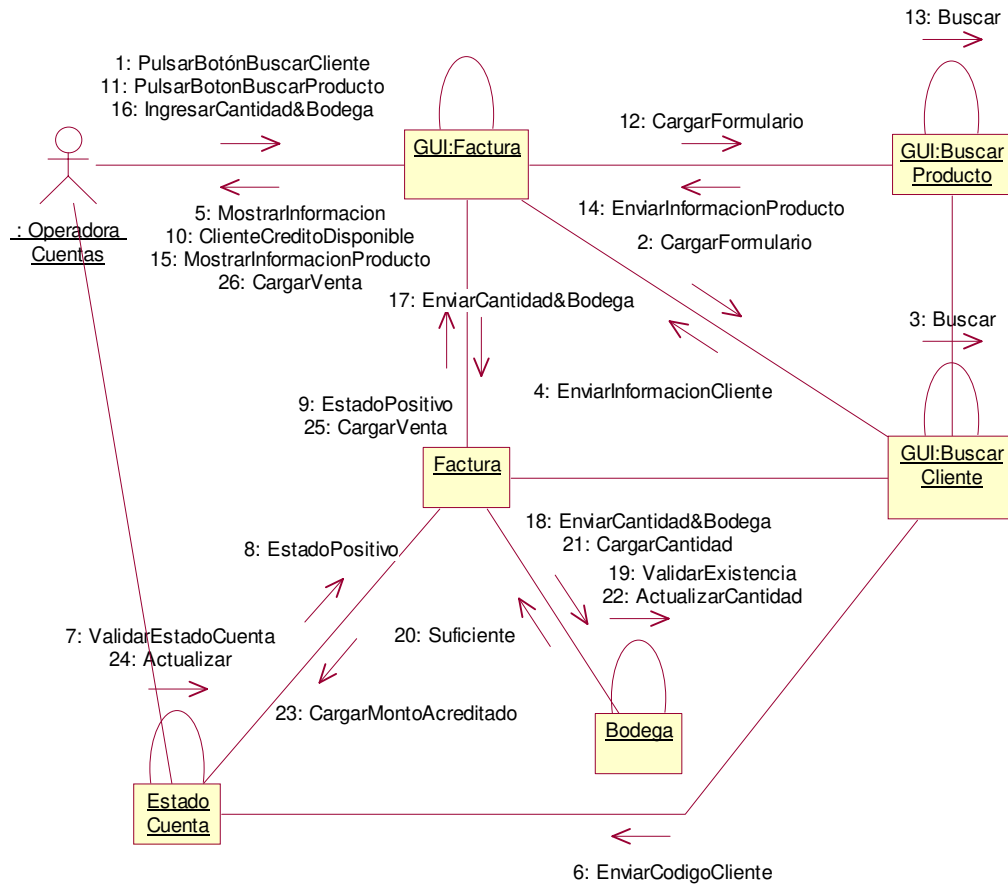 13: Buscar
1: PulsarBotónBuscarCliente
11: PulsarBotonBuscarProducto
16: IngresarCantidad&Bodega
12: CargarFormulario
GUI:Factura
GUI:Buscar
Producto
5: MostrarInformacion
10: ClienteCreditoDisponible
15: MostrarInformacionProducto
26: CargarVenta
14: EnviarInformacionProducto
2: CargarFormulario
: Operadora
Cuentas
17: EnviarCantidad&Bodega
3: Buscar
4: EnviarInformacionCliente
9: EstadoPositivo
25: CargarVenta
Factura
GUI:Buscar
Cliente
18: EnviarCantidad&Bodega
21: CargarCantidad
8: EstadoPositivo
19: ValidarExistencia
22: ActualizarCantidad
7: ValidarEstadoCuenta
24: Actualizar
20: Suficiente
23: CargarMontoAcreditado
Bodega
Estado
Cuenta
6: EnviarCodigoCliente